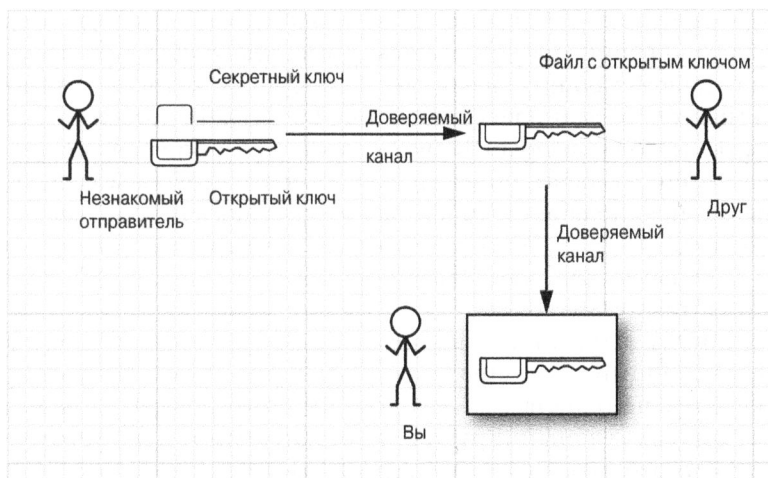 Файл с открытым ключом
Секретный ключ
Доверяемый
канал
Незнакомый
отправитель
Открытый ключ
Друг
Доверяемый
канал
Вы